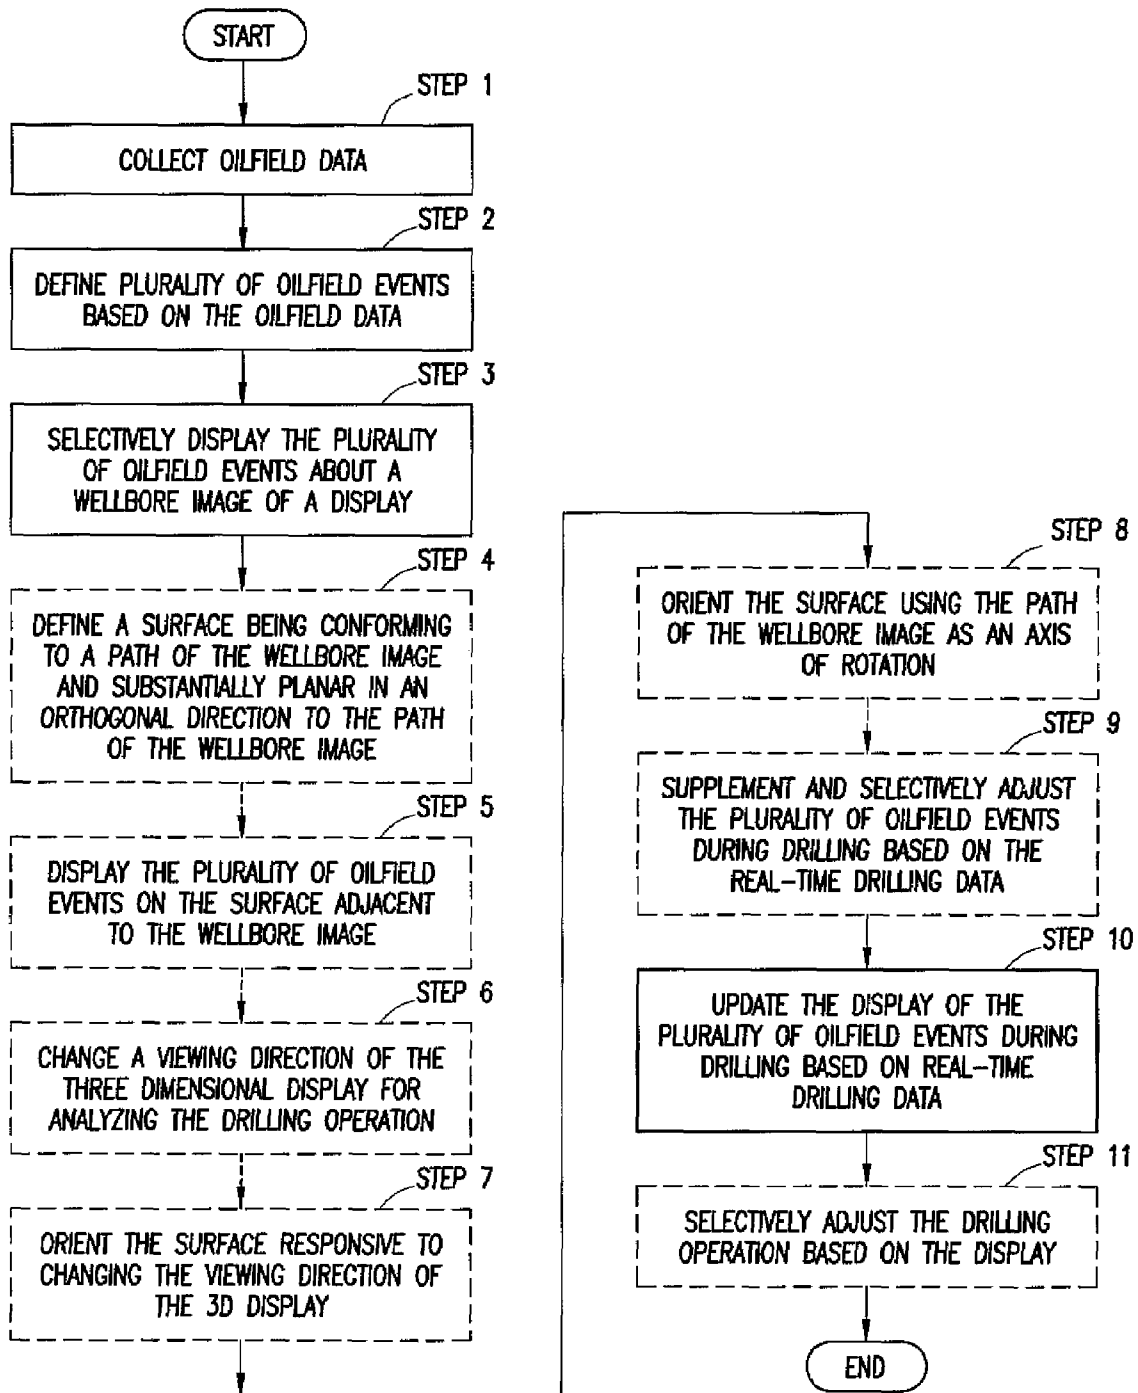 START
STEP 1
COLLECT OILFIELD DATA
STEP 2
DEFINE PLURALITY OF OILFIELD EVENTS
BASED ON THE OILFIELD DATA
STEP 3
SELECTIVELY DISPLAY THE PLURALITY
OF OILFIELD EVENTS ABOUT A
WELLBORE IMAGE OF A DISPLAY
STEP 4
DEFINE A SURFACE BEING CONFORMING
TO A PATH OF THE WELLBORE IMAGE
AND SUBSTANTIALLY PLANAR IN AN
ORTHOGONAL DIRECTION TO THE PATH
OF THE WELLBORE IMAGE
STEP 5
DISPLAY THE PLURALITY OF OILFIELD
EVENTS ON THE SURFACE ADJACENT
TO THE WELLBORE IMAGE
STEP 6
CHANGE A VIEWING DIRECTION OF THE
THREE DIMENSIONAL DISPLAY FOR
ANALYZING THE DRILLING OPERATION
STEP 7
ORIENT THE SURFACE RESPONSIVE TO
CHANGING THE VIEWING DIRECTION OF
THE 3D DISPLAY
STEP 8
ORIENT THE SURFACE USING THE PATH
OF THE WELLBORE IMAGE AS AN AXIS
OF ROTATION
STEP 9
SUPPLEMENT AND SELECTIVELY ADJUST
THE PLURALITY OF OILFIELD EVENTS
DURING DRILLING BASED ON THE
REAL-TIME DRILLING DATA
STEP 10
UPDATE THE DISPLAY OF THE
PLURALITY OF OILFIELD EVENTS DURING
DRILLING BASED ON REAL-TIME
DRILLING DATA
STEP 11
SELECTIVELY ADJUST THE DRILLING
OPERATION BASED ON THE DISPLAY
END